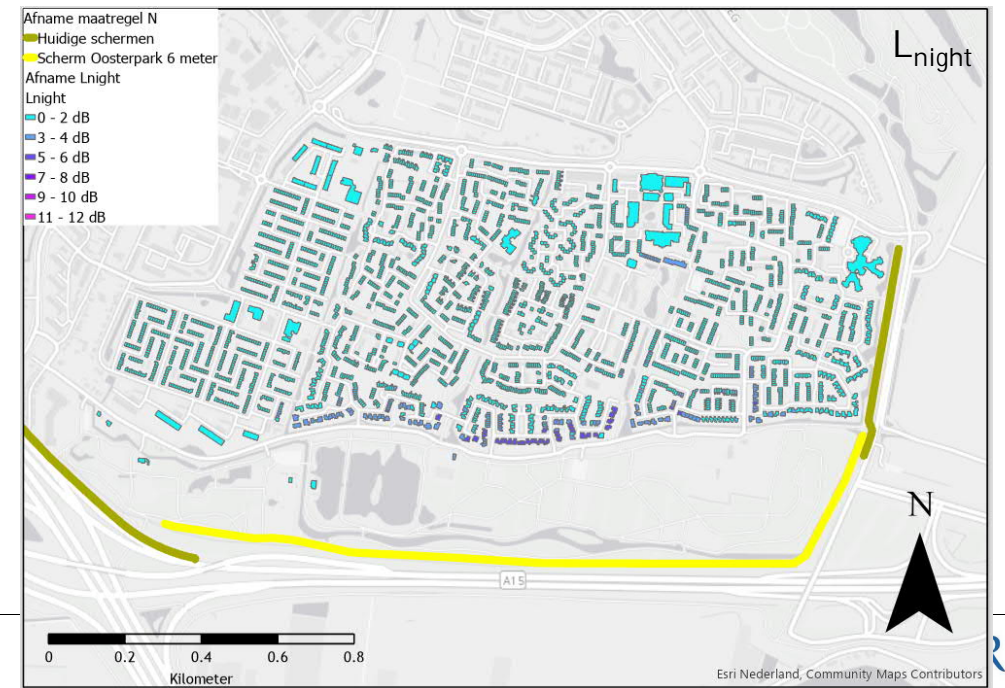 Afname maatregel N
Huidige schermen
Scherm Oosterpark 6 meter
Afname Lnight
Lnight
0 - 2 dB
3 - 4 dB
5 - 6 dB
7 - 8 dB
9 - 10 dB
11 - 12 dB
Lnight
N
A15
0 0.2 0.4 0.6 0.8
Kilometer
Esri Nederland, Community Maps Contributors
R